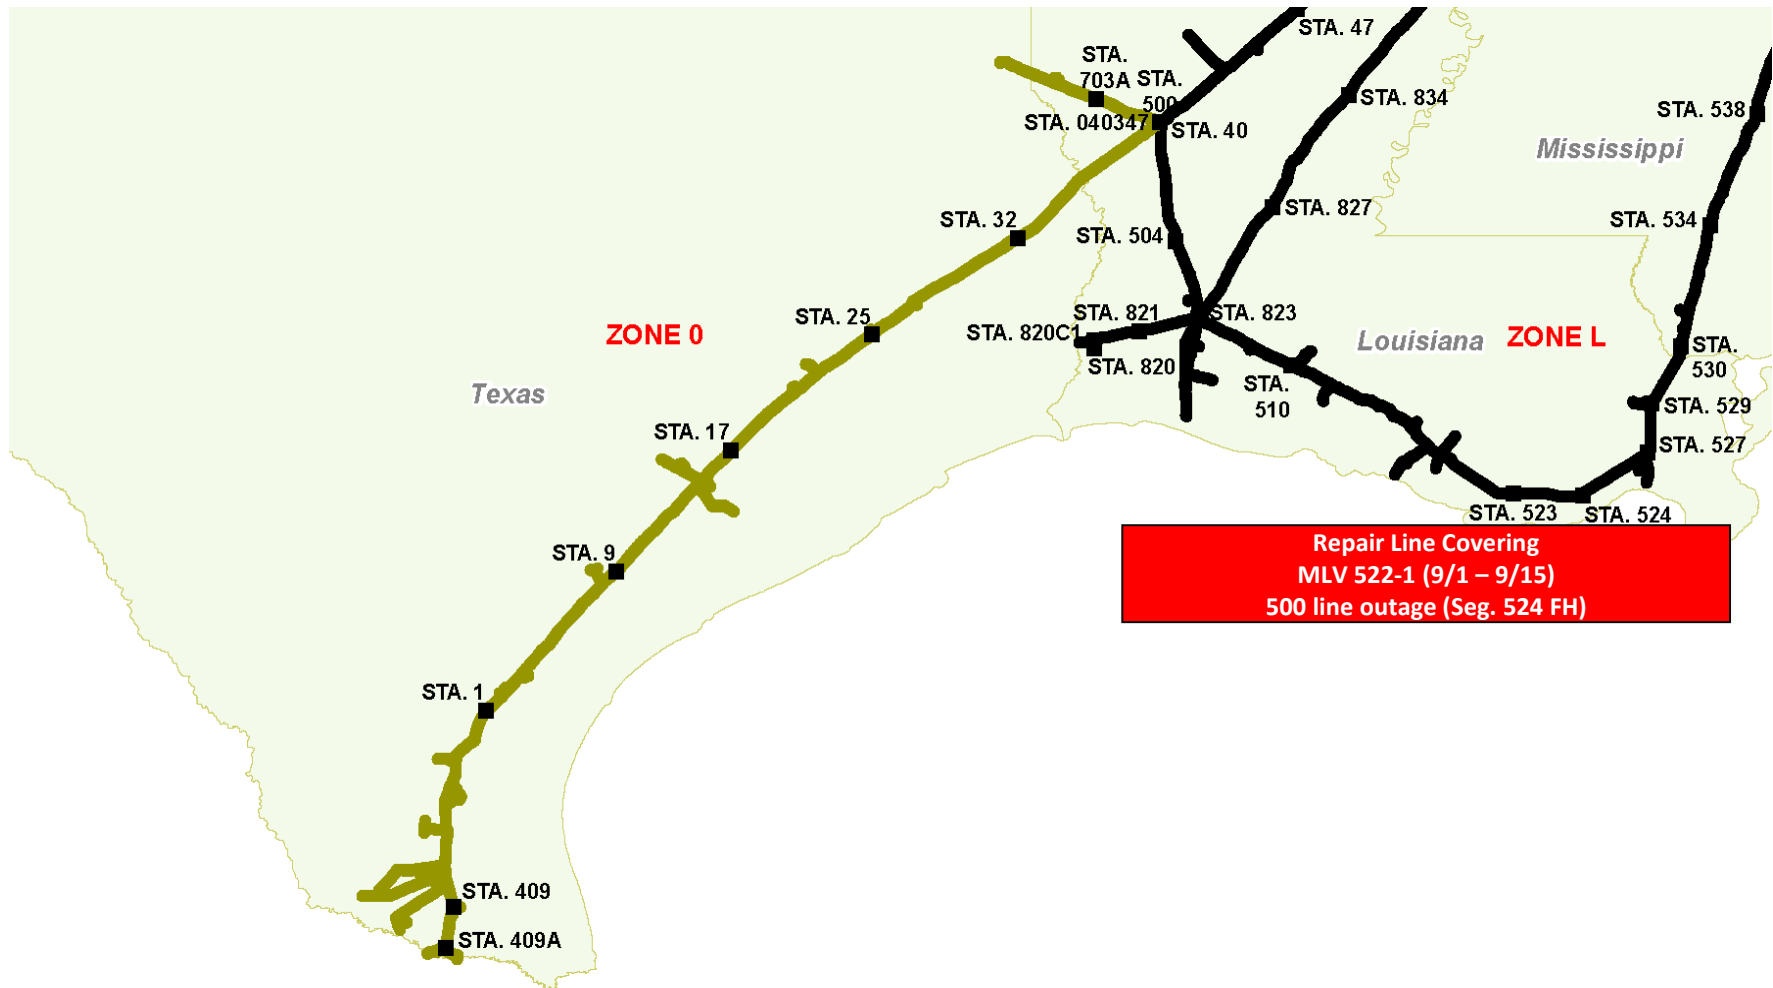 STA. 47
STA.
703A
STA.
500
STA. 834
STA. 538
STA. 040347
STA. 40
Mississippi
STA. 827
STA. 32
STA. 504
STA. 534
ZONE 0
STA. 25
STA. 821
STA. 823
STA. 820C1
Louisiana
ZONE L
STA.
530
STA. 820
Texas
STA.
510
STA. 529
STA. 17
STA. 527
STA. 523
STA. 524
Repair Line Covering
MLV 522-1 (9/1 – 9/15)
500 line outage (Seg. 524 FH)
STA. 9
STA. 1
STA. 409
STA. 409A